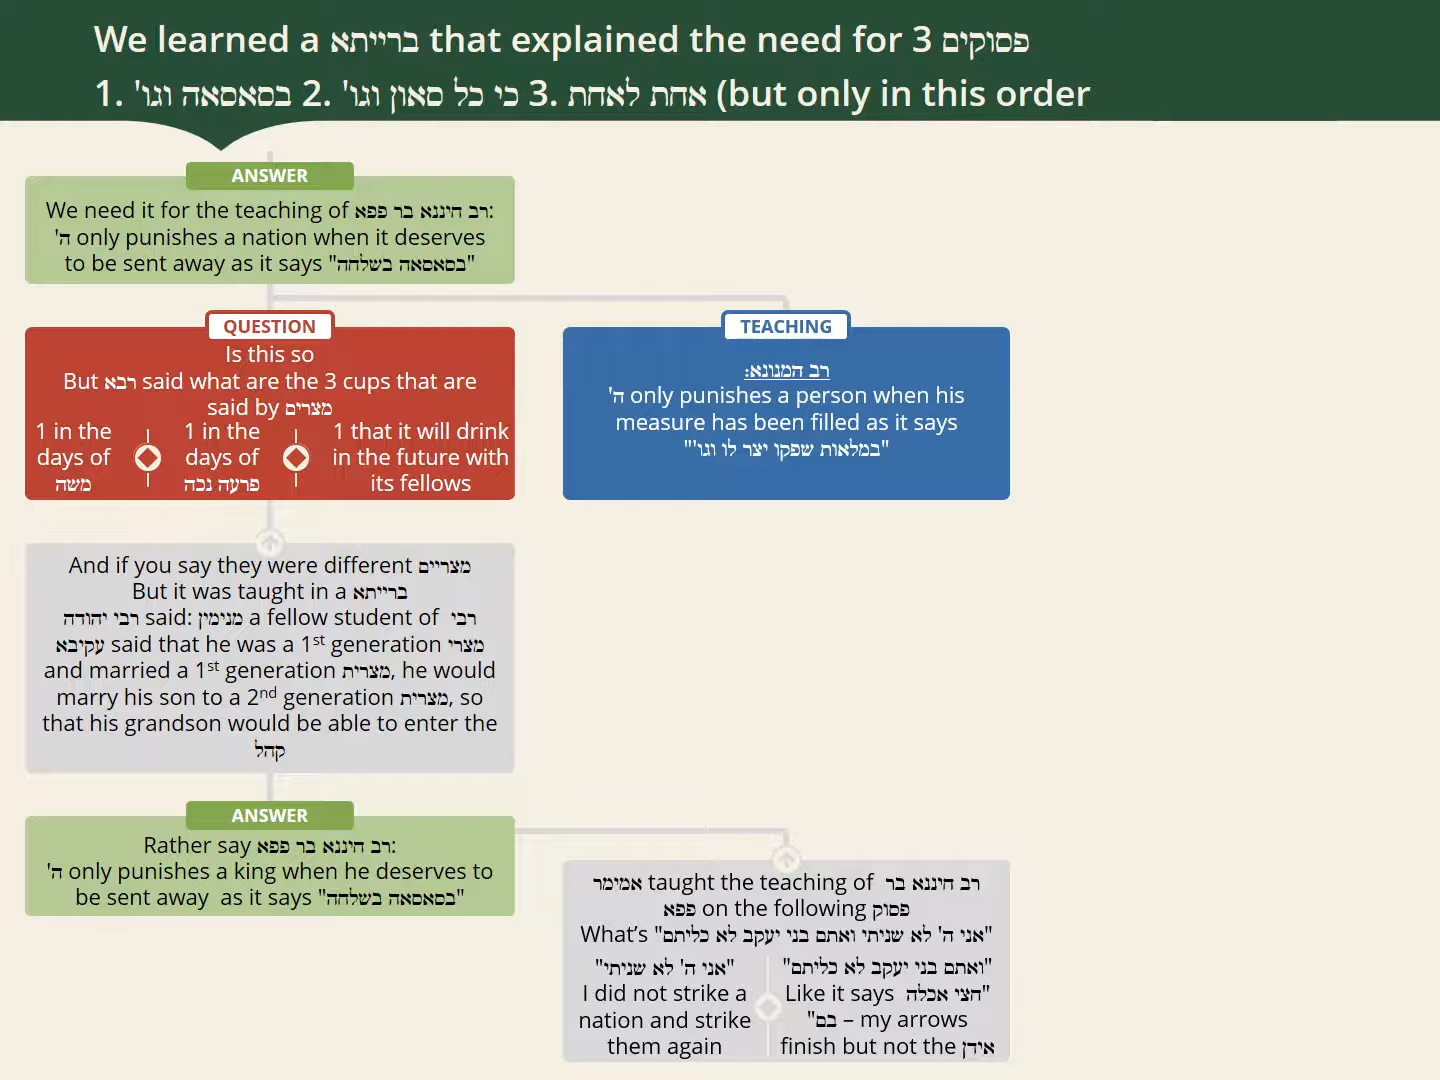 We learned a ברייתא that explained the need for 3 פסוקים
1. בסאסאה וגו' 2. כי כל סאון וגו' 3. אחת לאחת (but only in this order
ANSWER
We need it for the teaching of רב חיננא בר פפא:
ה' only punishes a nation when it deserves
to be sent away as it says "בסאסאה בשלחה"
QUESTION
Is this so
But רבא said what are the 3 cups that are
said by מצרים
1 in the
days of
משה
1 in the
days of
פרעה נכה
1 that it will drink
in the future with
its fellows
TEACHING
רב המנונא:
ה' only punishes a person when his
measure has been filled as it says
"במלאות שפקו יצר לו וגו'"
And if you say they were different מצריים
But it was taught in a ברייתא
רבי יהודה said: מנימין a fellow student of רבי
עקיבא said that he was a 1st generation מצרי
and married a 1st generation מצרית, he would
marry his son to a 2nd generation מצרית, so
that his grandson would be able to enter the
קהל
ANSWER
Rather say רב חיננא בר פפא:
ה' only punishes a king when he deserves to
be sent away as it says "בסאסאה בשלחה"
אמימר taught the teaching of רב חיננא בר
פפא on the following פסוק
What's "אני ה' לא שניתי ואתם בני יעקב לא כליתם"
"אני ה' לא שניתי"
I did not strike a
nation and strike
them again
"ואתם בני יעקב לא כליתם"
Like it says חצי אכלה"
"בם – my arrows
finish but not the אידן